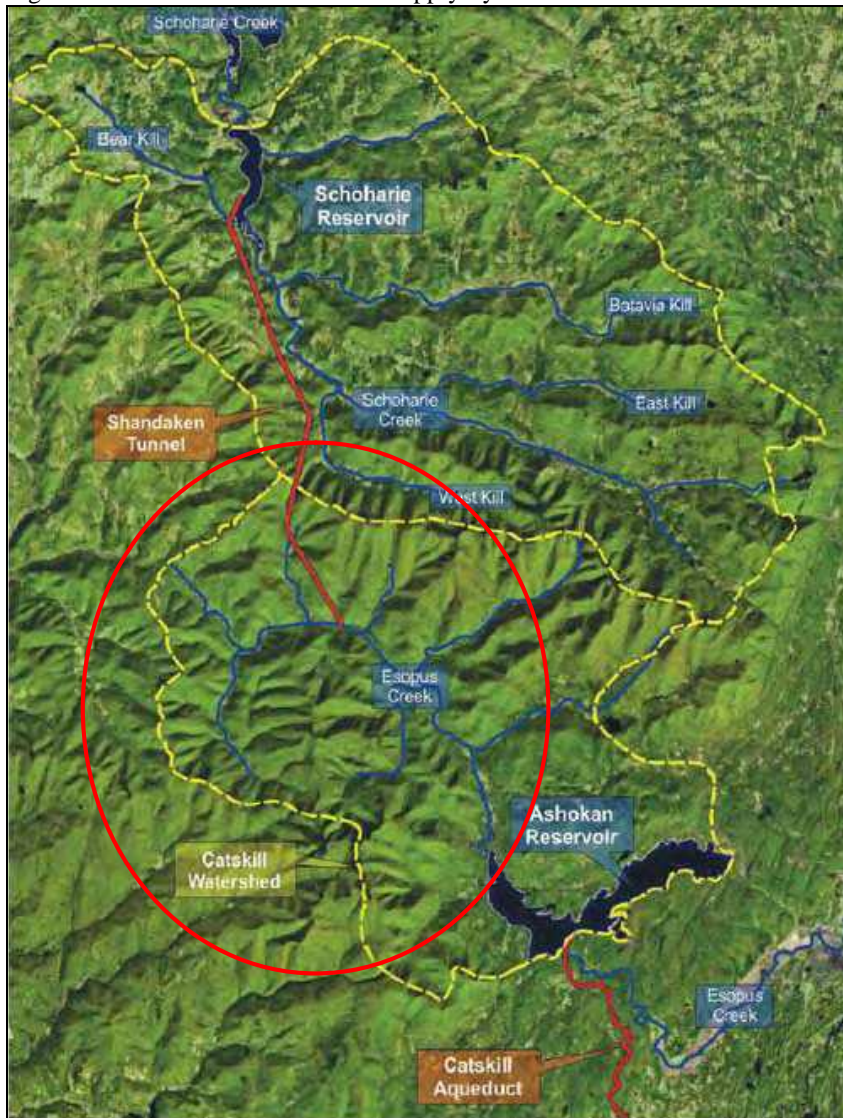 Schoharie Creek
Bear Kill
Schoharie
Reservoir
Batavia Kill
Schoharie
Creek
East Kill
Shandaken
Tunnel
West Kill
Esopus
Creek
Ashokan
Reservoir
Catskill
Watershed
Esopus
Creek
Catskill
Aqueduct